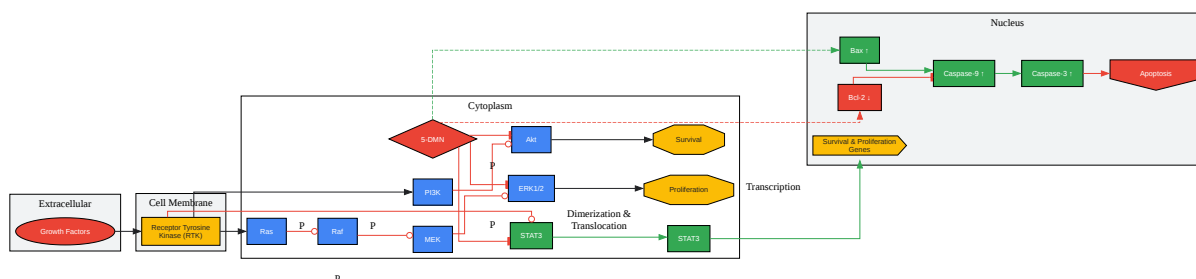 Nucleus
Bax ↑
Caspase-9 ↑
Caspase-3 ↑
Apoptosis
Bcl-2 ↓
Survival & Proliferation
Genes
Cytoplasm
5-DMN
Akt
Survival
P
PI3K
ERK1/2
Proliferation
Transcription
Extracellular
Cell Membrane
Growth Factors
Receptor Tyrosine
Kinase (RTK)
Ras
P
Raf
P
MEK
P
STAT3
Dimerization &
Translocation
STAT3
P